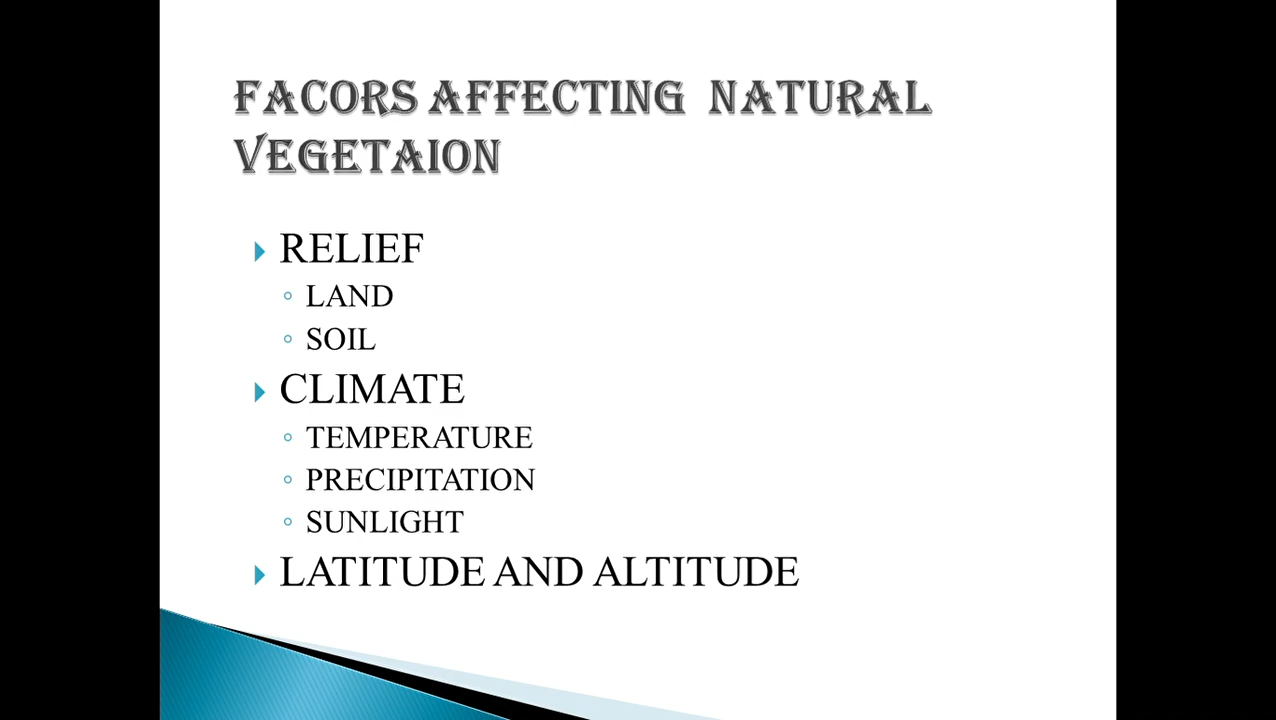 FACORS AFFECTING NATURAL
VEGETAION
RELIEF
LAND
SOIL
CLIMATE
TEMPERATURE
PRECIPITATION
SUNLIGHT
LATITUDE AND ALTITUDE